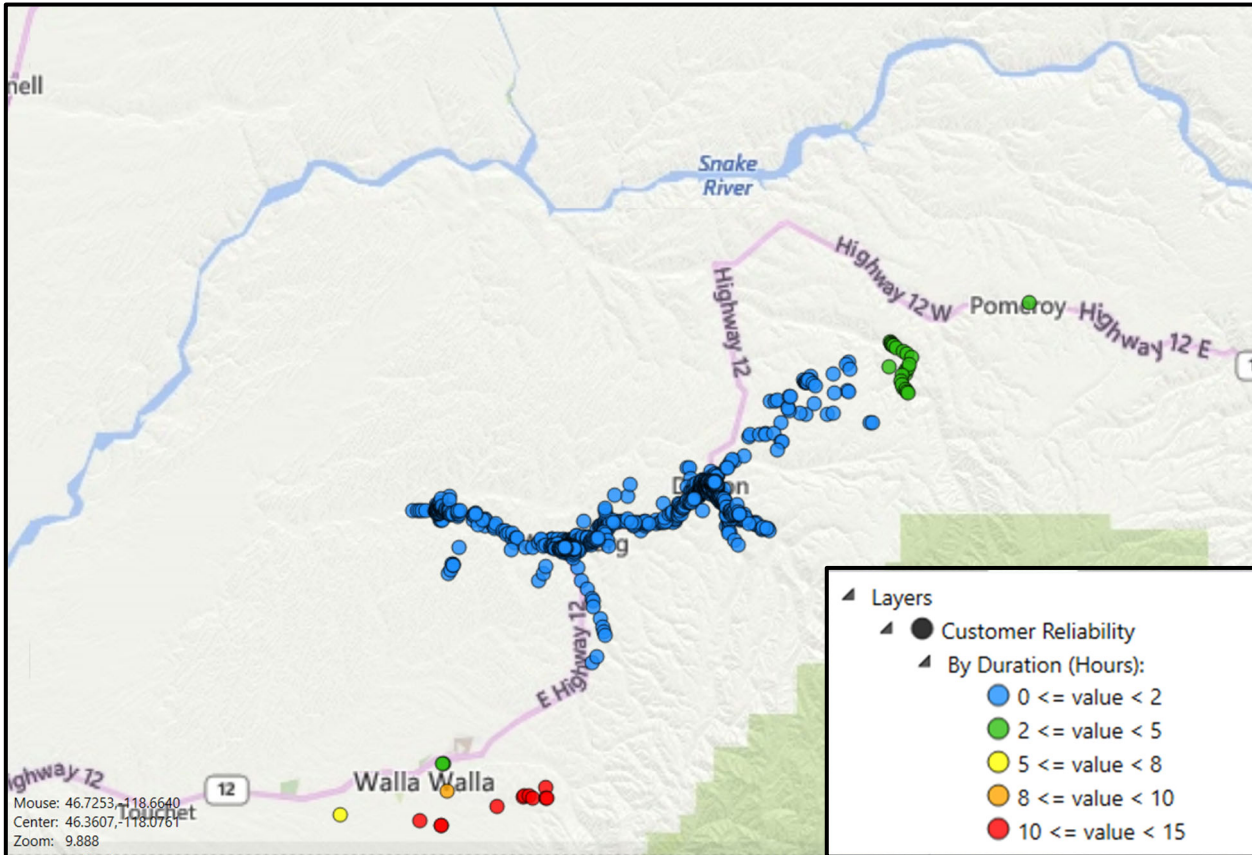 nell
Snake
River
Highway 12 W
Highway 12
Pomeroy
Highway 12 E
1
E Highway 12
Walla Walla
ighway 12
12
Touchet
Mouse: 46.7253,-118.6640
Center: 46.3607,-118.0761
Zoom: 9.888
Layers
Customer Reliability
By Duration (Hours):
0 <= value < 2
2 <= value < 5
5 <= value < 8
8 <= value < 10
10 <= value < 15